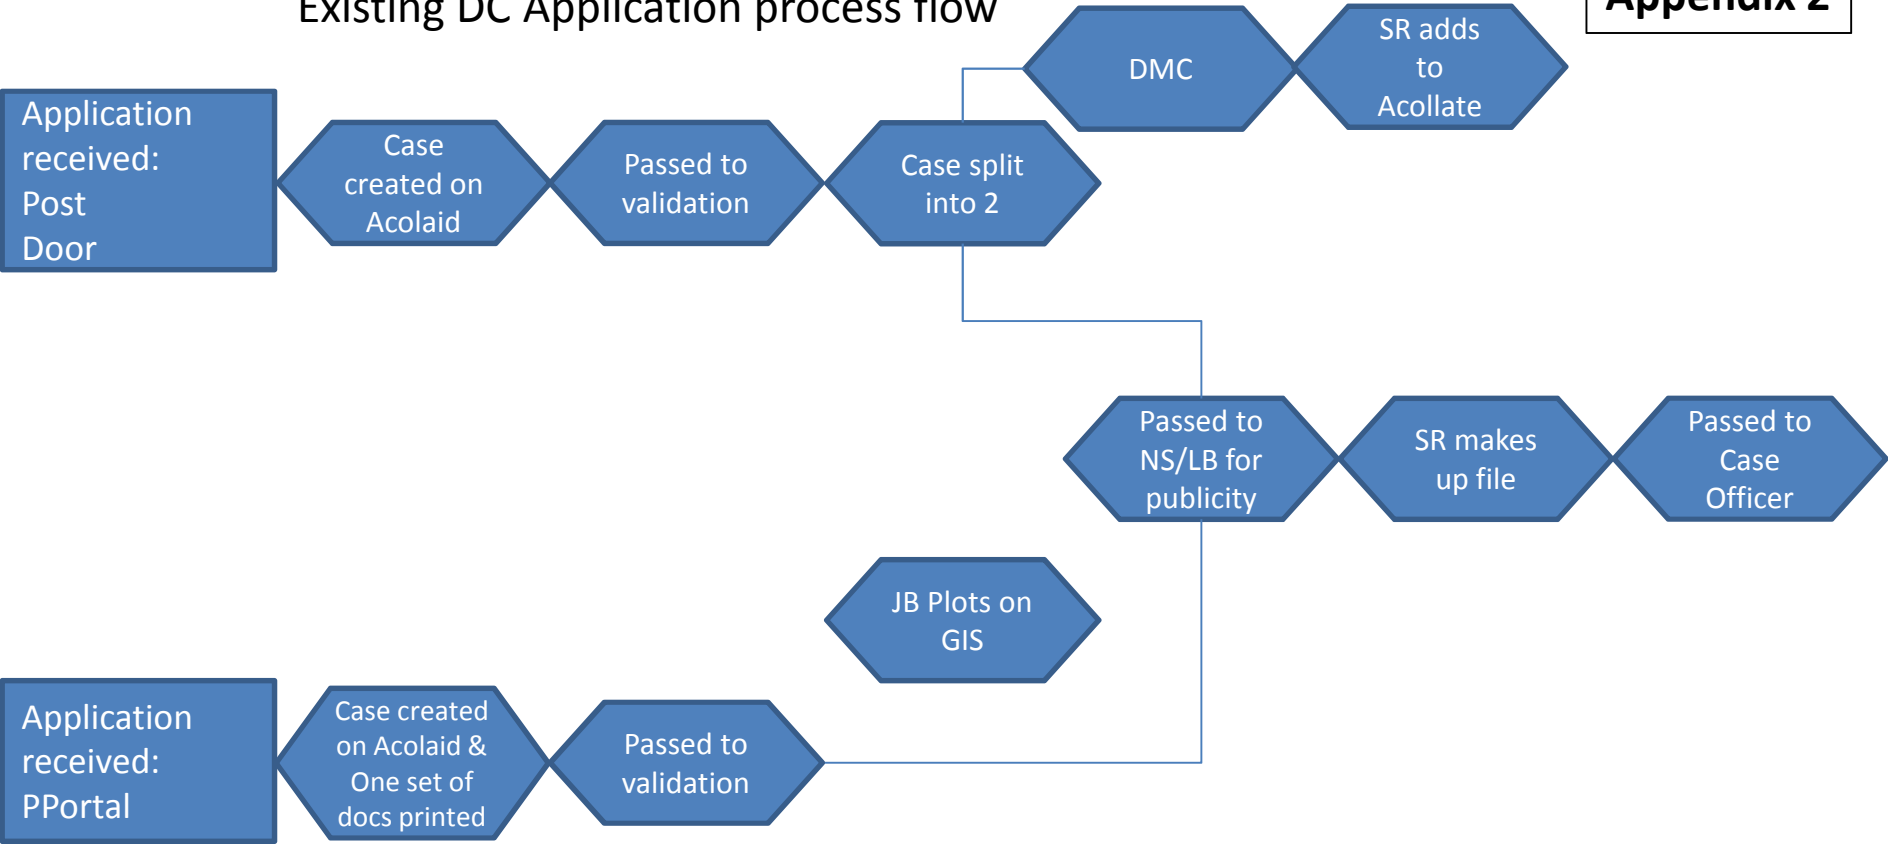 Existing DC Application process flow
Appendix 2
DMC
SR adds
to
Acollate
Application
received:
Post
Door
Case
created on
Acolaid
Passed to
validation
Case split
into 2
Passed to
NS/LB for
publicity
SR makes
up file
Passed to
Case
Officer
JB Plots on
GIS
Application
received:
PPortal
Case created
on Acolaid &
One set of
docs printed
Passed to
validation